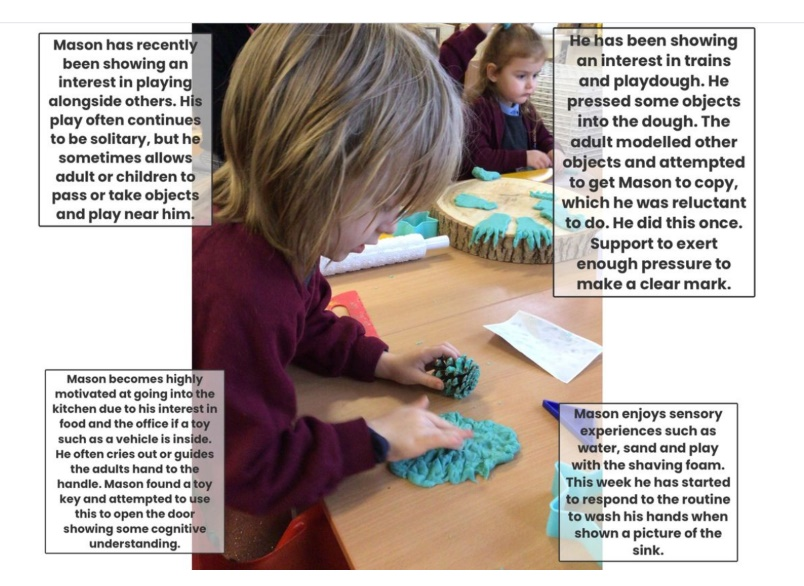 Mason has recently
been showing an
interest in playing
alongside others. His
play often continues
to be solitary, but he
sometimes allows
adult or children to
pass or take objects
and play near him.
He has been showing
an interest in trains
and playdough. He
pressed some objects
into the dough. The
adult modelled other
objects and attempted
to get Mason to copy,
which he was reluctant
to do. He did this once.
Support to exert
enough pressure to
make a clear mark.
Mason becomes highly
motivated at going into the
kitchen due to his interest in
food and the office if a toy
such as a vehicle is inside.
He often cries out or guides
the adults hand to the
handle. Mason found a toy
key and attempted to use
this to open the door
showing some cognitive
understanding.
Mason enjoys sensory
experiences such as
water, sand and play
with the shaving foam.
This week he has started
to respond to the routine
to wash his hands when
shown a picture of the
sink.